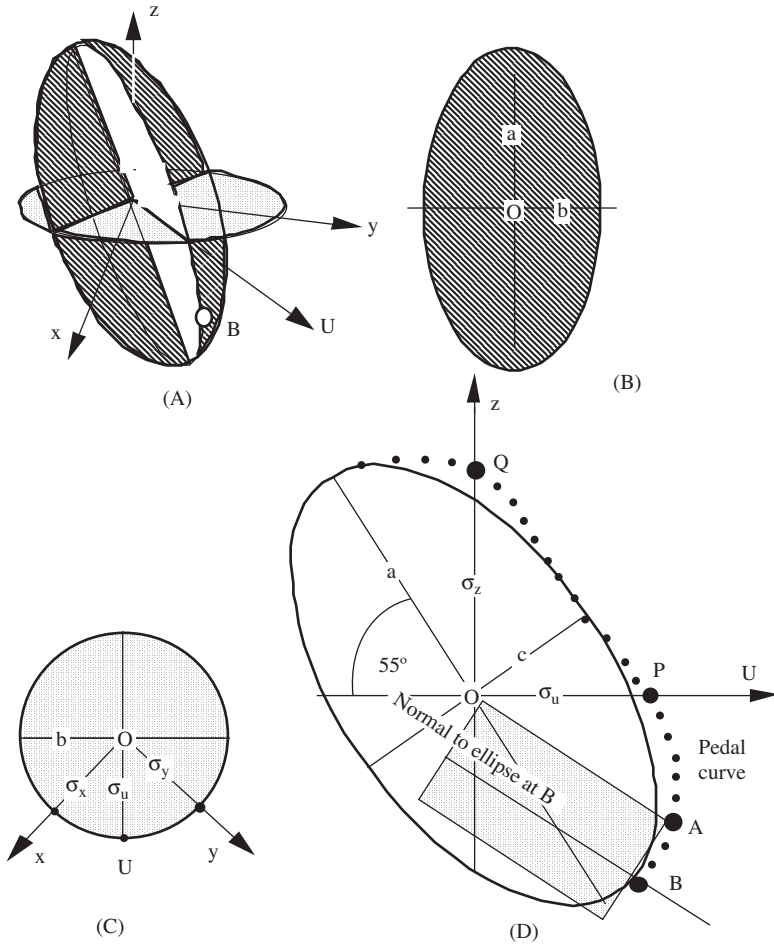 z
y
x
U
B
(A)
a
O
b
(B)
z
Q
a
σz
55º
c
P
U
O
σu
Normal to ellipse at B
Pedal
curve
A
B
(D)
b
O
σx
σy
σu
x
U
y
(C)